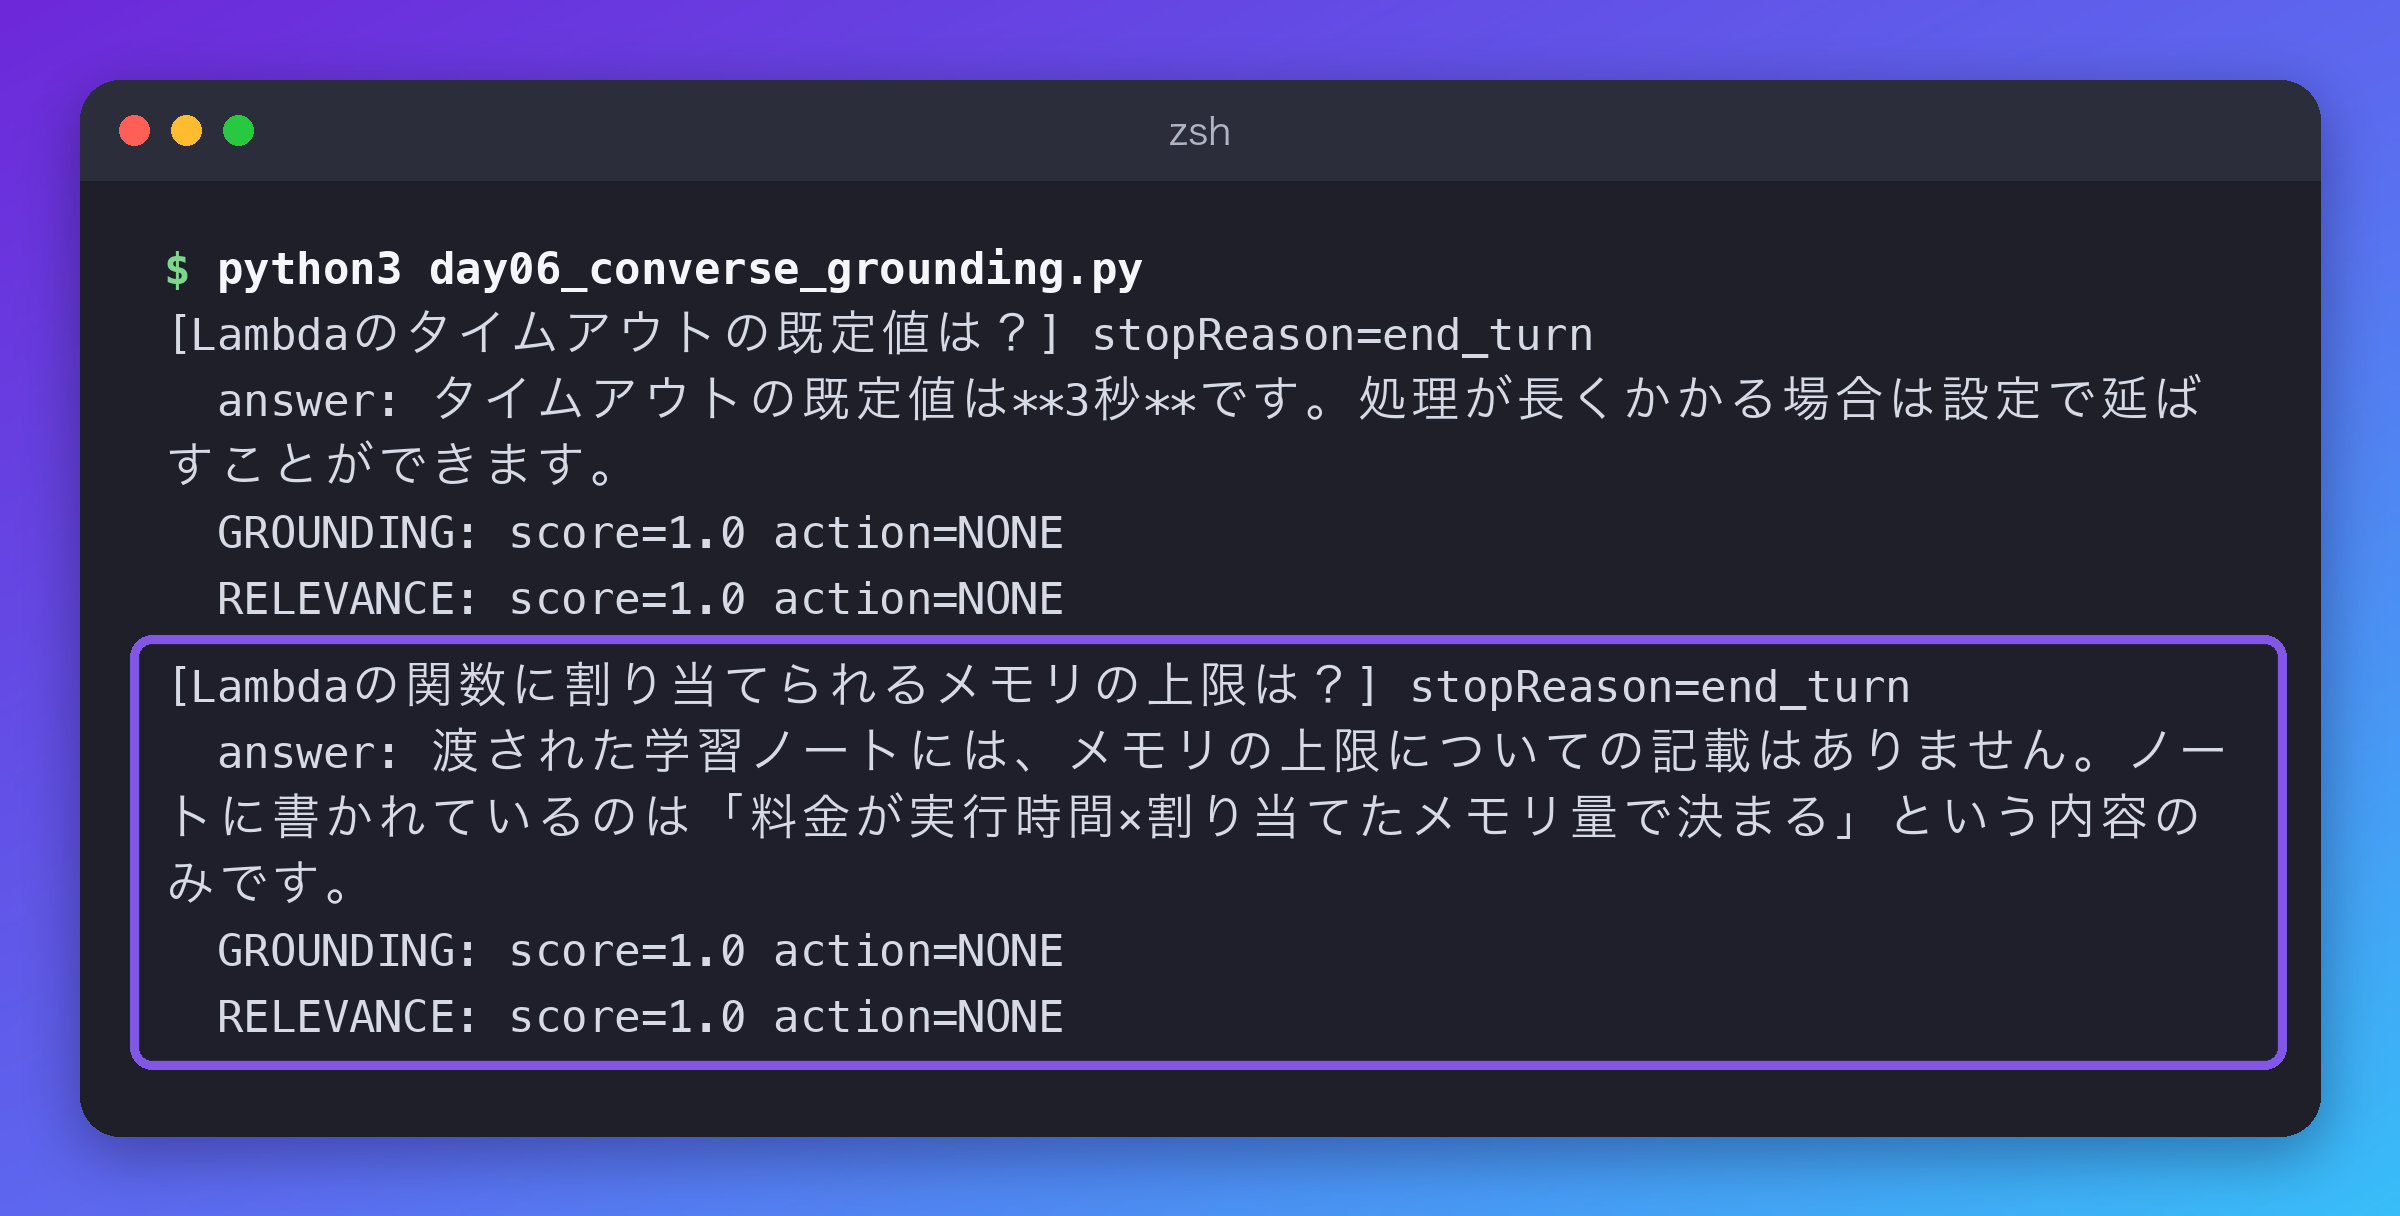 zsh
$ python3 day06_converse_grounding.py
[Lambdaのタイムアウトの既定値は？] stopReason=end_turn
answer: タイムアウトの既定値は**3秒**です。処理が長くかかる場合は設定で延ば
すことができます。
GROUNDING: score=1.0 action=NONE
RELEVANCE: score=1.0 action=NONE
[Lambdaの関数に割り当てられるメモリの上限は？] stopReason=end_turn
answer: 渡された学習ノートには、メモリの上限についての記載はありません。ノー
トに書かれているのは「料金が実行時間×割り当てたメモリ量で決まる」という内容の
みです。
GROUNDING: score=1.0 action=NONE
RELEVANCE: score=1.0 action=NONE